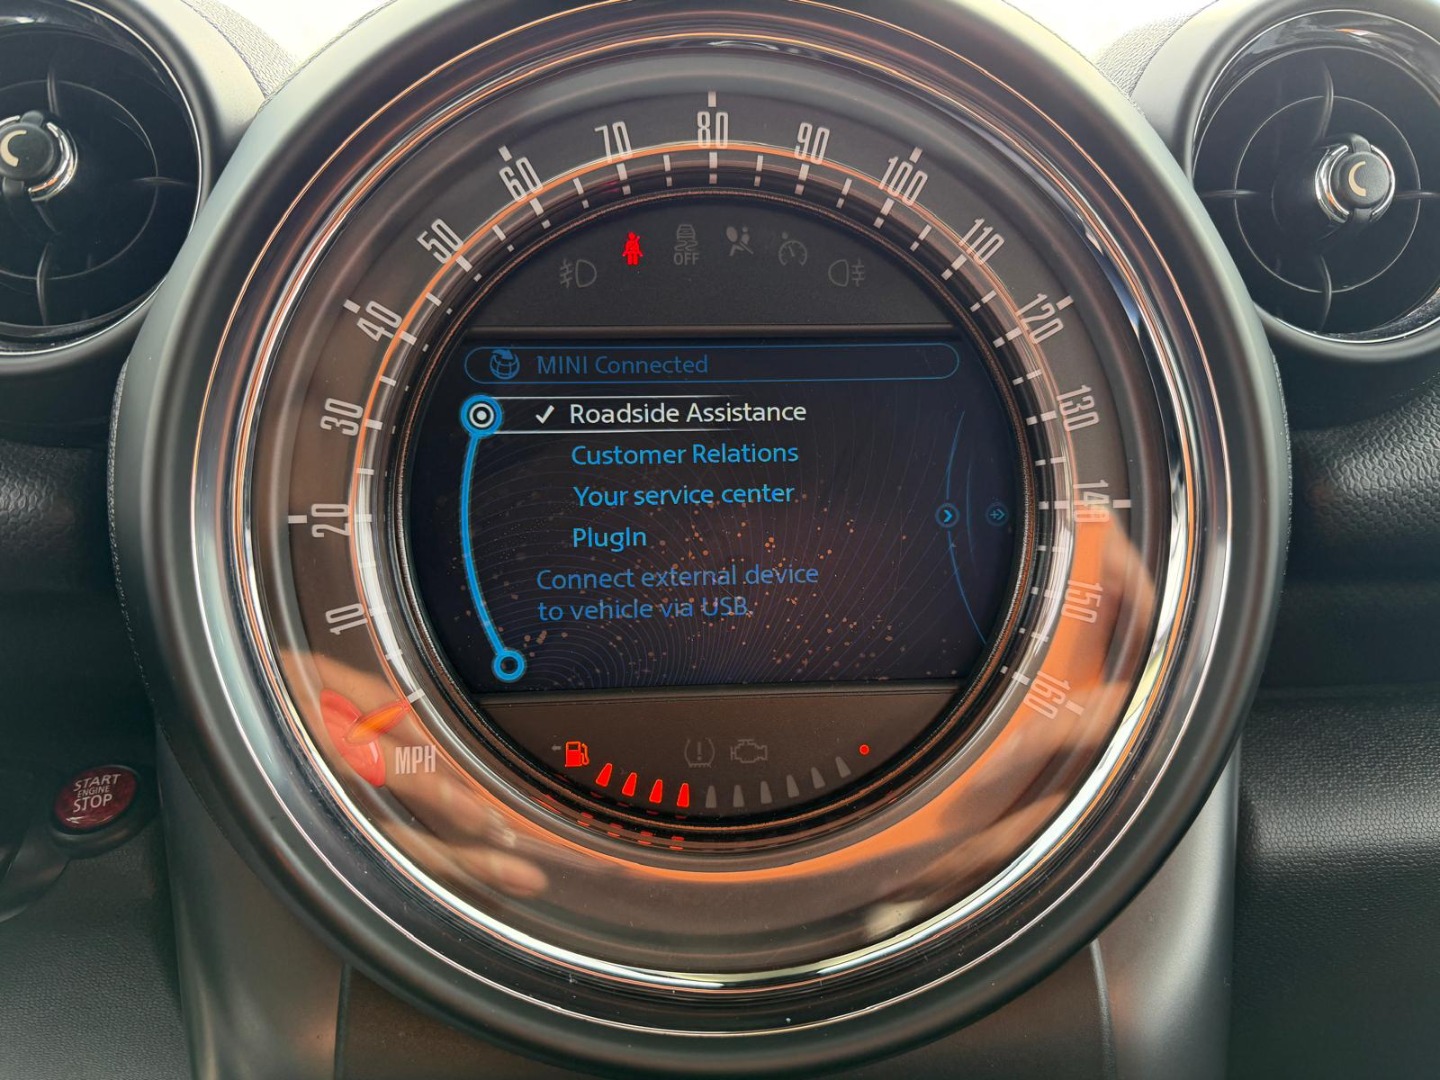 80
70
90
60
100
50
110
OFF
40
120
MINI Connected
30
130
Roadside Assistance
Customer Relations
Your service center
20
140
PlugIn
Connect external device
to vehicle via USB.
10
150
160
MPH
START
ENGINE
STOP